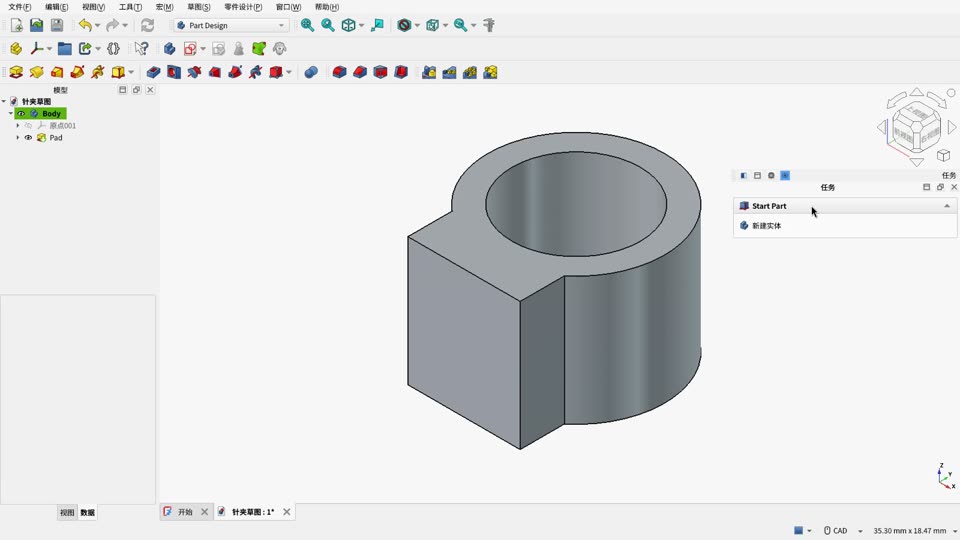 文件(F) 编辑(E) 视图(V) 工具(T) 宏(M) 草图(S) 零件设计(P) 窗口(W) 帮助(H)
Part Design
模型
针夹草图
Body
原点001
Pad
任务
任务
Start Part
新建实体
Z
Y
X
视图 数据
开始
针夹草图 : 1*
CAD
35.30 mm x 18.47 mm